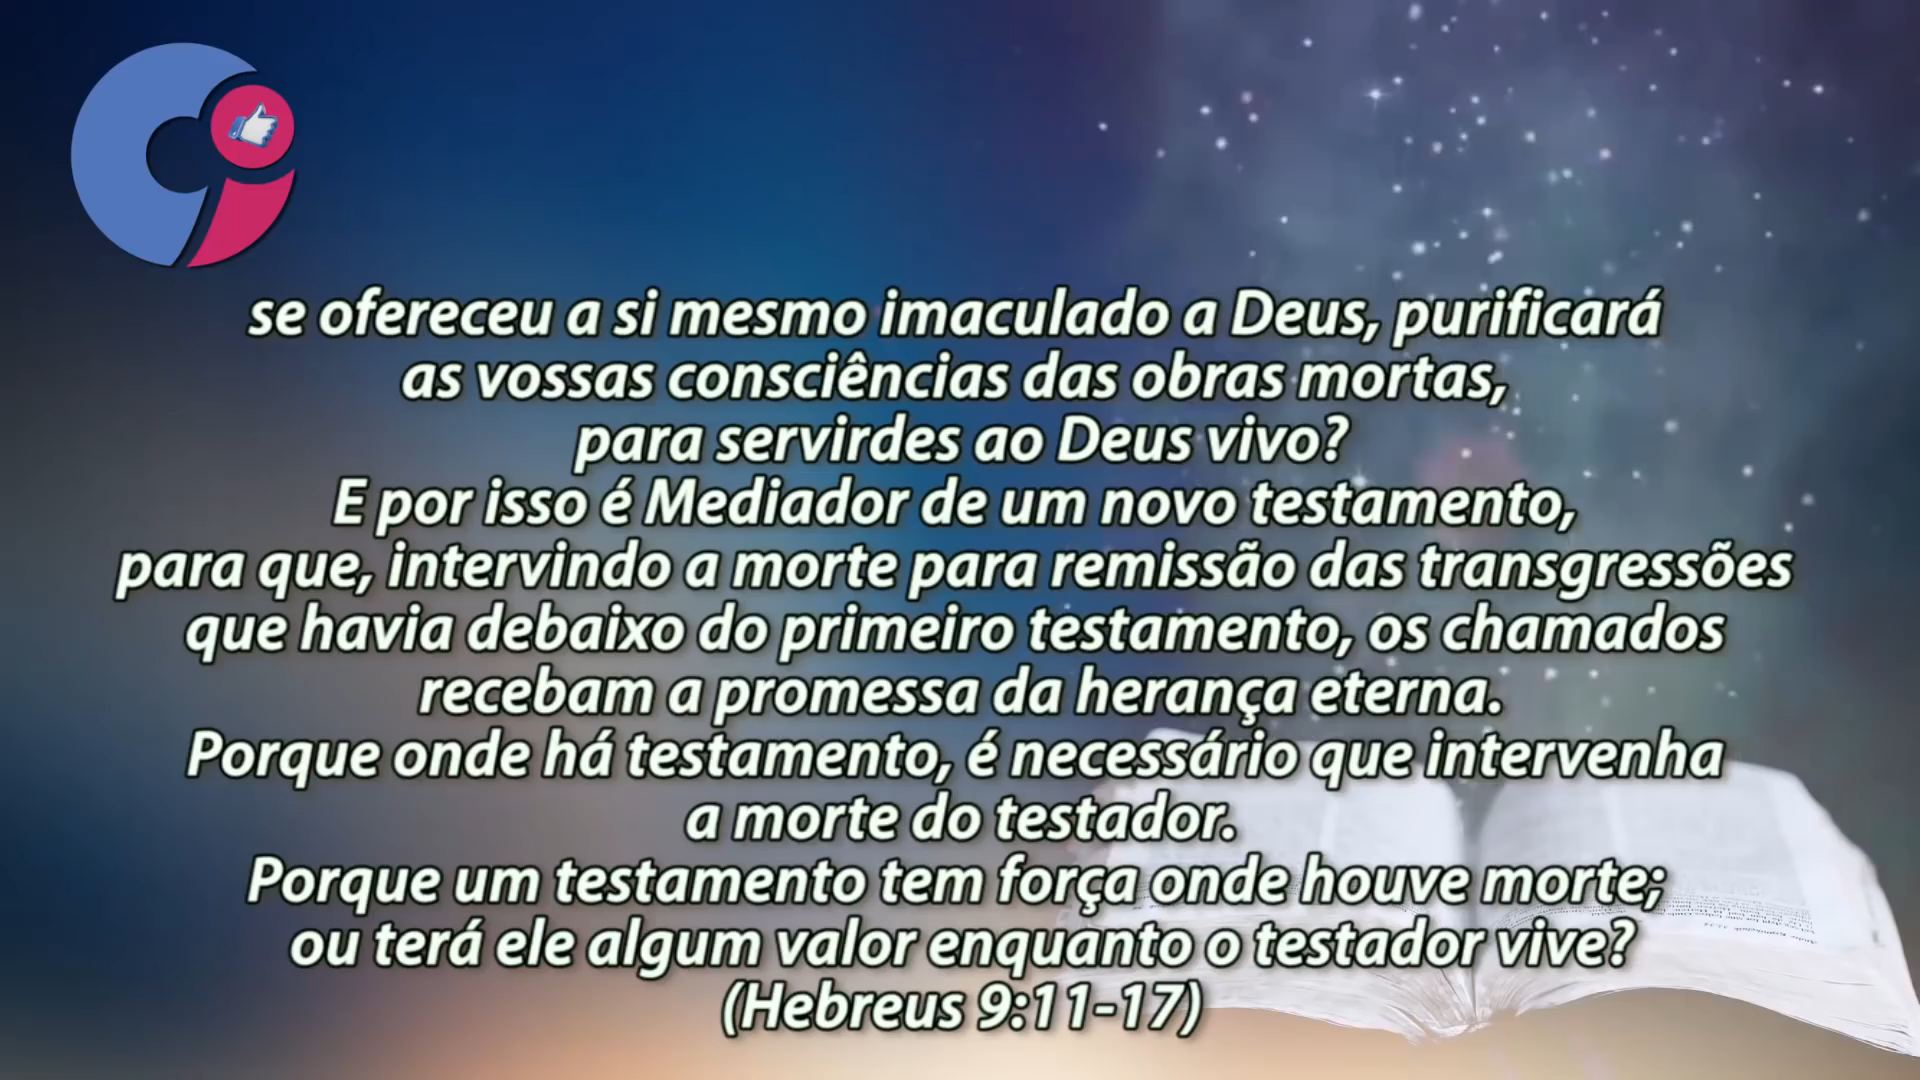 se ofereceu a si mesmo imaculado a Deus, purificará
as vossas consciências das obras mortas,
para servirdes ao Deus vivo?
E por isso é Mediador de um novo testamento,
para que, intervindo a morte para remissão das transgressões
que havia debaixo do primeiro testamento, os chamados
recebam a promessa da herança eterna.
Porque onde há testamento, é necessário que intervenha
a morte do testador.
Porque um testamento tem força onde houve morte;
ou terá ele algum valor enquanto o testador vive?
(Hebreus 9:11-17)